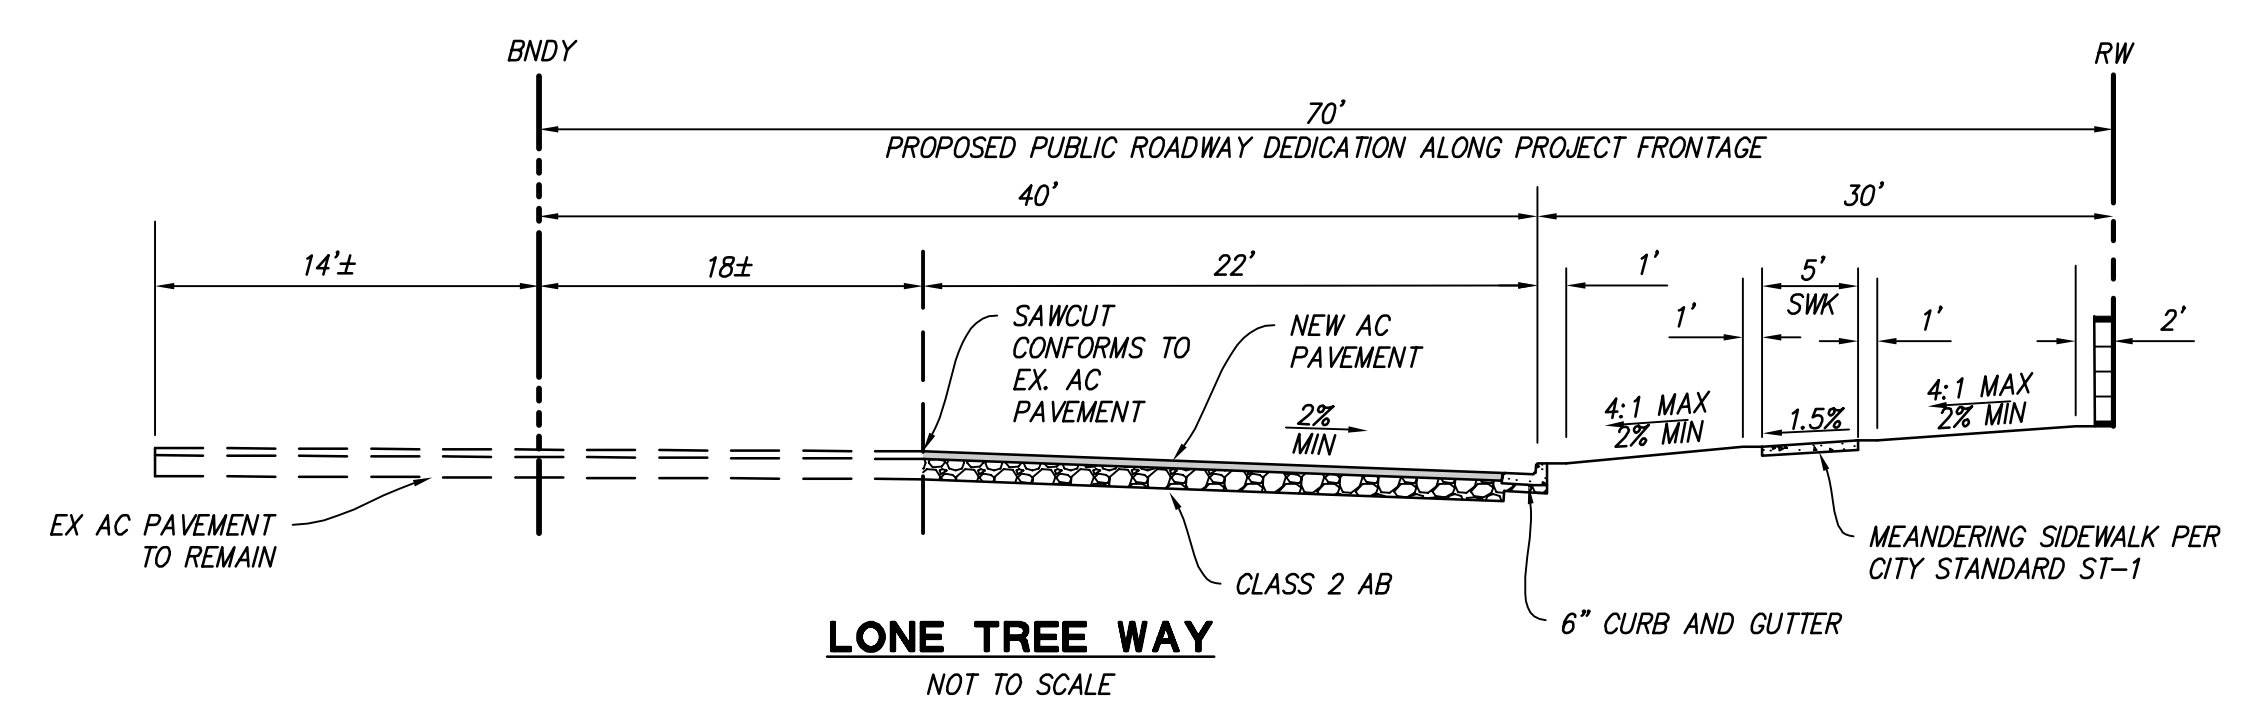 BNDY
RW
70'
PROPOSED PUBLIC ROADWAY DEDICATION ALONG PROJECT FRONTAGE
40'
30'
14'±
18±
22'
1'
5'
SWK
1'
1'
2'
SAWCUT
CONFORMS TO
EX. AC
PAVEMENT
NEW AC
PAVEMENT
2%
MIN
4:1 MAX
2% MIN
1.5%
4:1 MAX
2% MIN
EX AC PAVEMENT
TO REMAIN
CLASS 2 AB
6" CURB AND GUTTER
MEANDERING SIDEWALK PER
CITY STANDARD ST-1
LONE TREE WAY
NOT TO SCALE